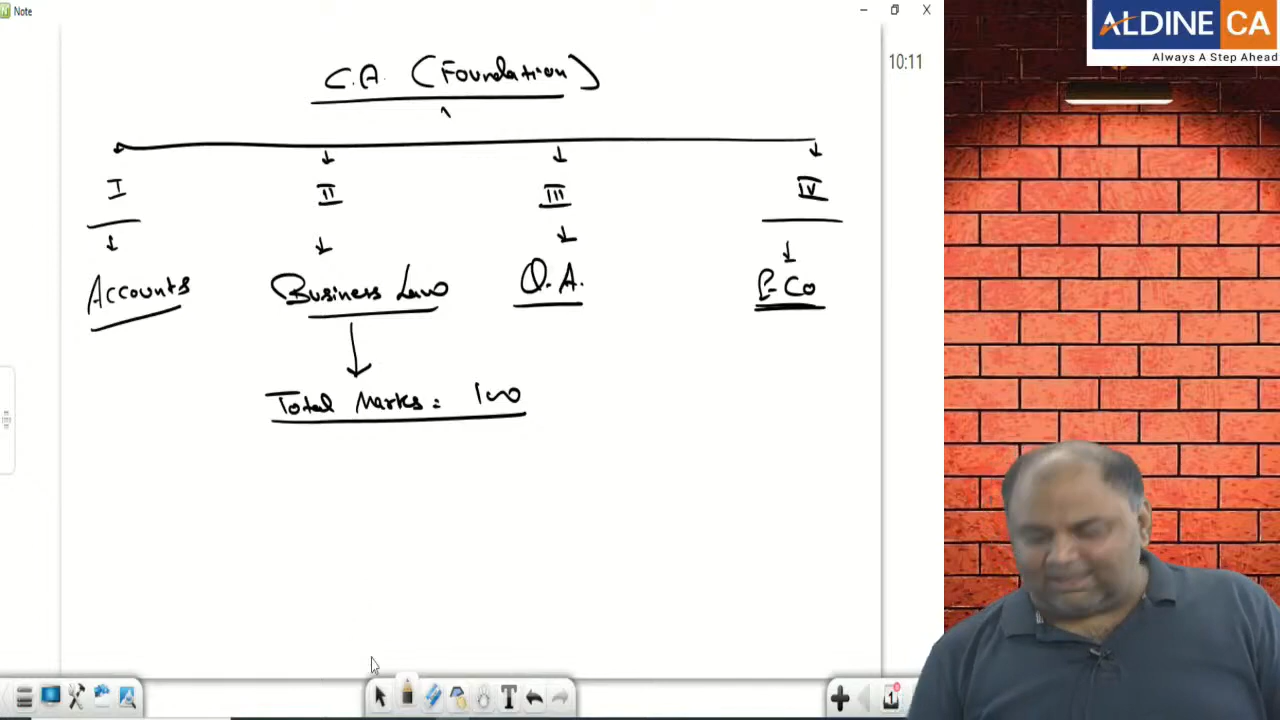 Note
ALDINE CA
Always A Step Ahead
10:11
C.A. (Foundation)
I II III IV
Accounts Business Law Q.A. Eco
Total Marks: 100
T
1